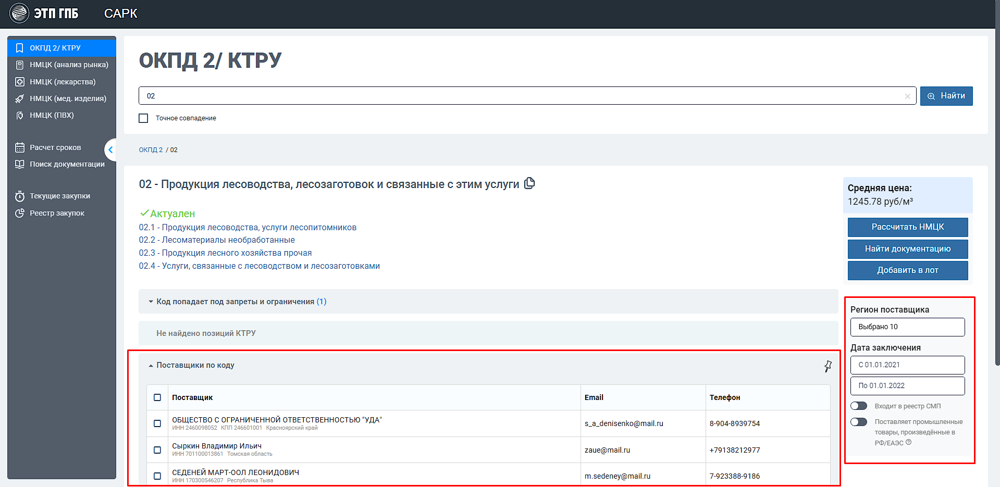 ЭТП ГПБ
САРК
ОКПД 2/ КТРУ
НМЦК (анализ рынка)
НМЦК (лекарства)
НМЦК (мед. изделия)
НМЦК (ПВХ)
Расчет сроков
Поиск документации
Текущие закупки
Реестр закупок
ОКПД 2/ КТРУ
02
Найти
Точное совпадение
ОКПД 2 / 02
02 - Продукция лесоводства, лесозаготовок и связанные с этим услуги
Актуален
02.1 - Продукция лесоводства, услуги лесопитомников
02.2 - Лесоматериалы необработанные
02.3 - Продукция лесного хозяйства прочая
02.4 - Услуги, связанные с лесоводством и лесозаготовками
Средняя цена:
1245.78 руб/м³
Рассчитать НМЦК
Найти документацию
Добавить в лот
Код попадает под запреты и ограничения (1)
Не найдено позиций КТРУ
Поставщики по коду
Поставщик Email Телефон
ОБЩЕСТВО С ОГРАНИЧЕННОЙ ОТВЕТСТВЕННОСТЬЮ "УДА" s_a_denisenko@mail.ru 8-904-8939754
ИНН 2460098052 КПП 246601001 Красноярский край
Сыркин Владимир Ильич zaue@mail.ru +79138212977
ИНН 701100013861 Томская область
СЕДЕНЕЙ МАРТ-ООЛ ЛЕОНИДОВИЧ m.sedeney@mail.ru 7-923388-9186
ИНН 170300546207 Республика Тыва
Регион поставщика
Выбрано 10
Дата заключения
С 01.01.2021
По 01.01.2022
Входит в реестр СМП
Поставляет промышленные
товары, произведённые в
РФ/ЕАЭС